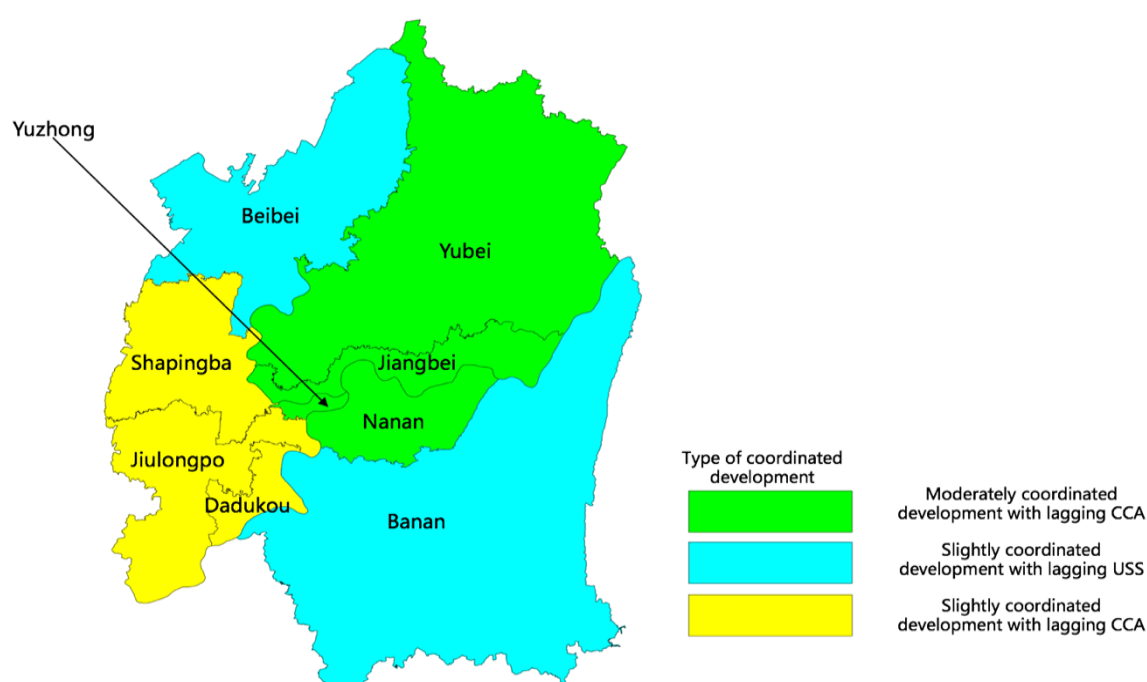 Yuzhong
Beibei
Yubei
Shapingba
Jiangbei
Nanan
Jiulongpo
Dadukou
Banan
Type of coordinated
development
Moderately coordinated
development with lagging CCA
Slightly coordinated
development with lagging USS
Slightly coordinated
development with lagging CCA